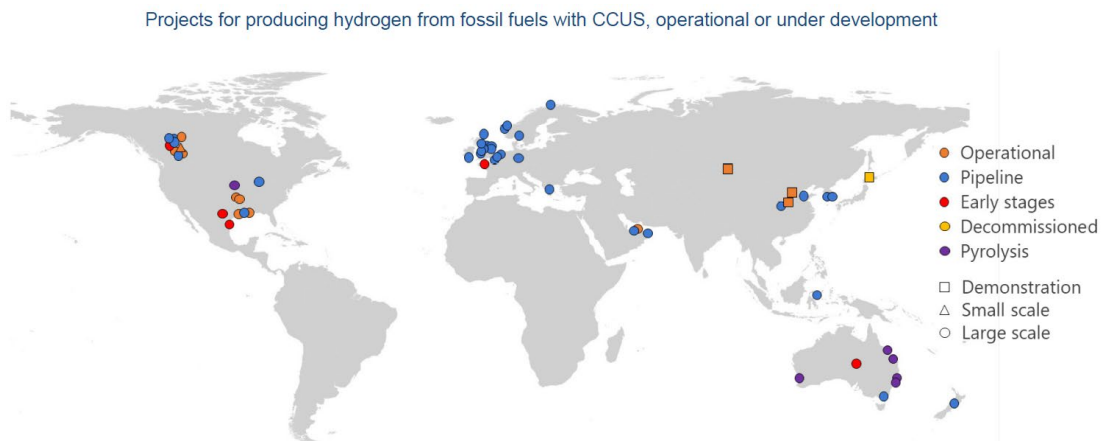 Projects for producing hydrogen from fossil fuels with CCUS, operational or under development
Operational
Pipeline
Early stages
Decommissioned
Pyrolysis
Demonstration
Small scale
Large scale